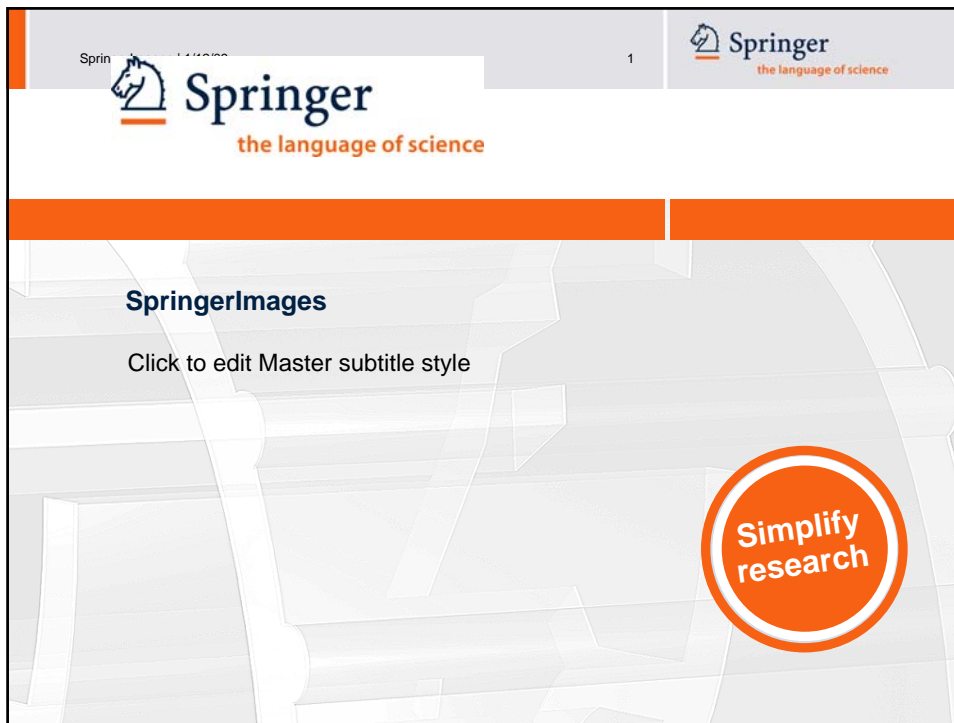 1
Springer
the language of science
Springer
the language of science
SpringerImages
Click to edit Master subtitle style
Simplify
research